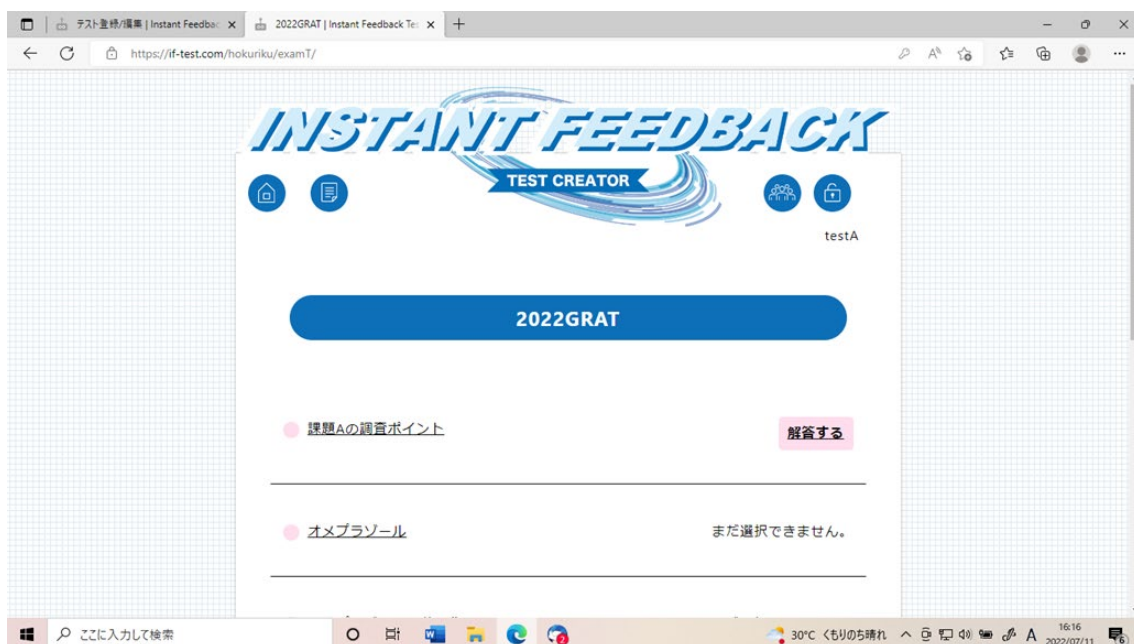 テスト登録/編集 | Instant Feedbac
2022GRAT | Instant Feedback Te
https://if-test.com/hokuriku/examT/
INSTANT FEEDBACK
TEST CREATOR
testA
2022GRAT
課題Aの調査ポイント
解答する
オメプラゾール
まだ選択できません。
ここに入力して検索
30°C くもりのち晴れ
A
16:16
2022/07/11